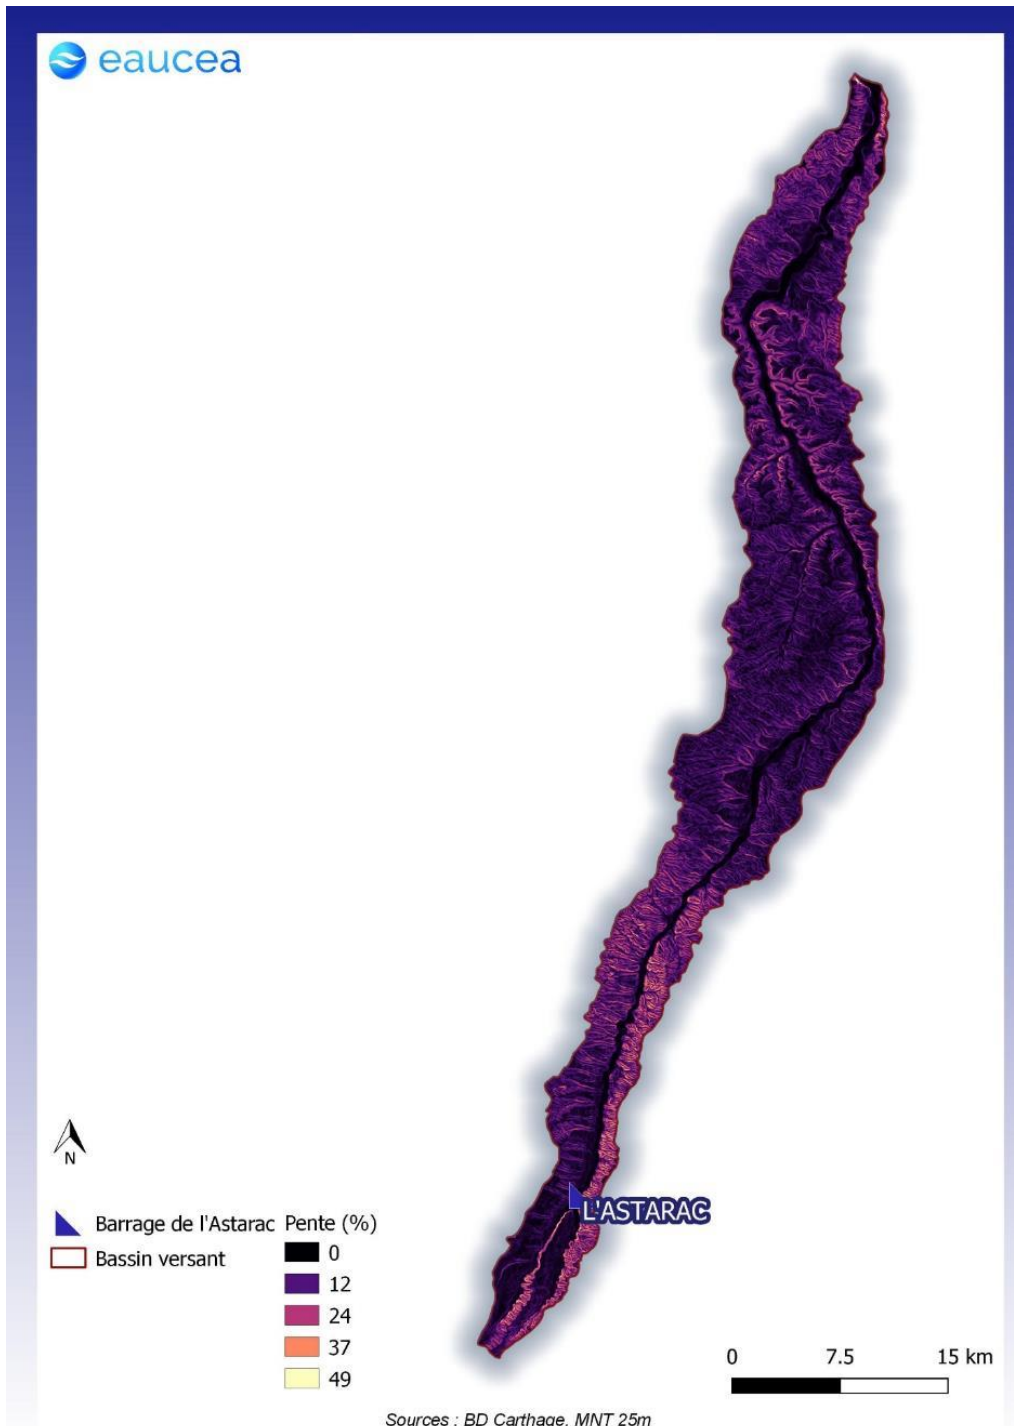 eaucea
L'ASTARAC
N
Barrage de l'Astarac
Bassin versant
Pente (%)
0
12
24
37
49
0 7.5 15 km
Sources : BD Carthage, MNT 25m